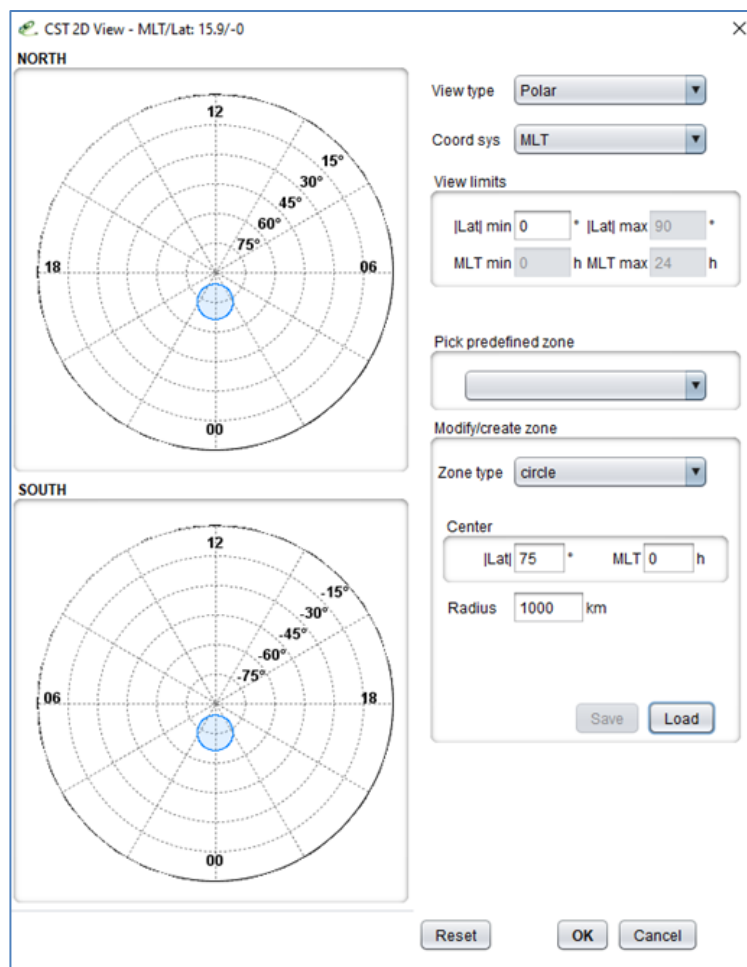 CST 2D View - MLT/Lat: 15.9/-0
NORTH
12
15°
30°
45°
60°
75°
18
06
00
SOUTH
12
-15°
-30°
-45°
-60°
-75°
06
18
00
View type Polar
Coord sys MLT
View limits
|Lat| min 0 ° |Lat| max 90 °
MLT min 0 h MLT max 24 h
Pick predefined zone
Modify/create zone
Zone type circle
Center
|Lat| 75 ° MLT 0 h
Radius 1000 km
Save Load
Reset OK Cancel